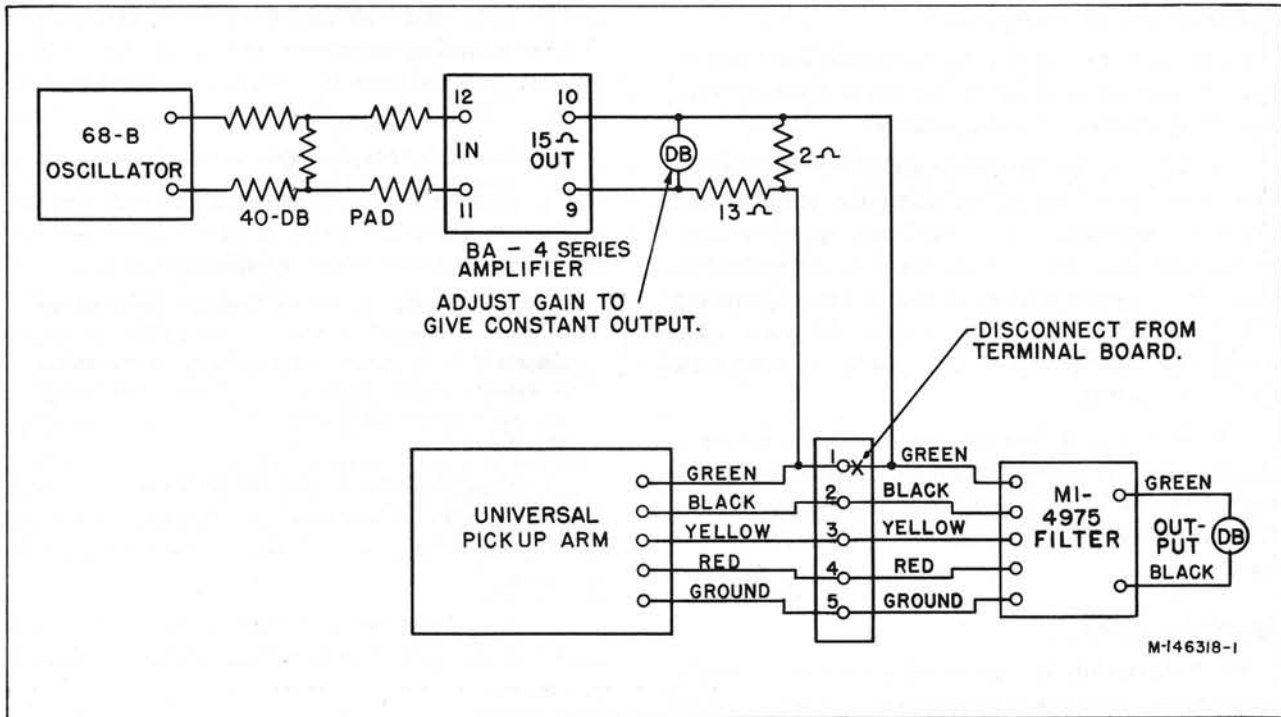 68-B
OSCILLATOR
40-DB PAD
12
IN
11
10
15Ω
OUT
9
BA - 4 SERIES
AMPLIFIER
DB
2Ω
13Ω
ADJUST GAIN TO
GIVE CONSTANT OUTPUT.
DISCONNECT FROM
TERMINAL BOARD.
UNIVERSAL
PICKUP ARM
GREEN
BLACK
YELLOW
RED
GROUND
1
X
2
3
4
5
GREEN
BLACK
YELLOW
RED
GROUND
MI-
4975
FILTER
GREEN
OUT-
PUT
DB
BLACK
M-146318-1